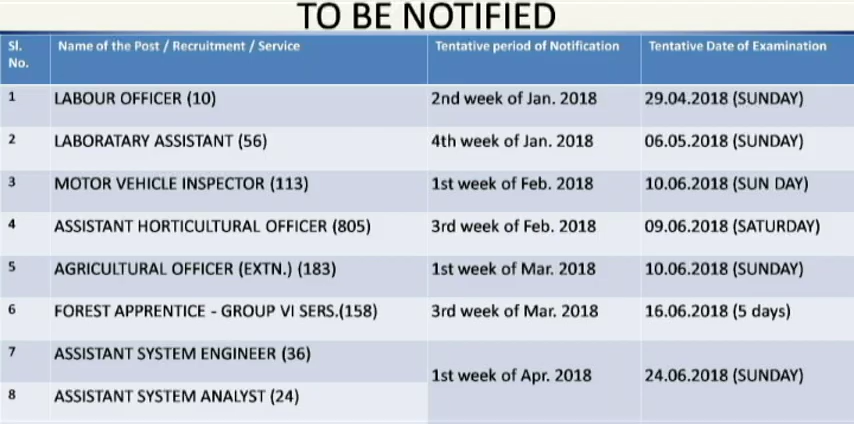 TO BE NOTIFIED
Sl. No. Name of the Post / Recruitment / Service Tentative period of Notification Tentative Date of Examination
1 LABOUR OFFICER (10) 2nd week of Jan. 2018 29.04.2018 (SUNDAY)
2 LABORATARY ASSISTANT (56) 4th week of Jan. 2018 06.05.2018 (SUNDAY)
3 MOTOR VEHICLE INSPECTOR (113) 1st week of Feb. 2018 10.06.2018 (SUN DAY)
4 ASSISTANT HORTICULTURAL OFFICER (805) 3rd week of Feb. 2018 09.06.2018 (SATURDAY)
5 AGRICULTURAL OFFICER (EXTN.) (183) 1st week of Mar. 2018 10.06.2018 (SUNDAY)
6 FOREST APPRENTICE - GROUP VI SERS.(158) 3rd week of Mar. 2018 16.06.2018 (5 days)
7 ASSISTANT SYSTEM ENGINEER (36)
1st week of Apr. 2018 24.06.2018 (SUNDAY)
8 ASSISTANT SYSTEM ANALYST (24)